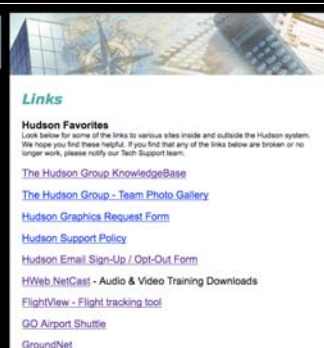 Links
Hudson Favorites
Look below for some of the links to various sites inside and outside the Hudson system.
We hope you find these helpful. If you find that any of the links below are broken or no
longer work, please notify our Tech Support team.
The Hudson Group KnowledgeBase
The Hudson Group - Team Photo Gallery
Hudson Graphics Request Form
Hudson Support Policy
Hudson Email Sign-Up / Opt-Out Form
HWeb NetCast - Audio & Video Training Downloads
FlightView - Flight tracking tool
GO Airport Shuttle
GroundNet